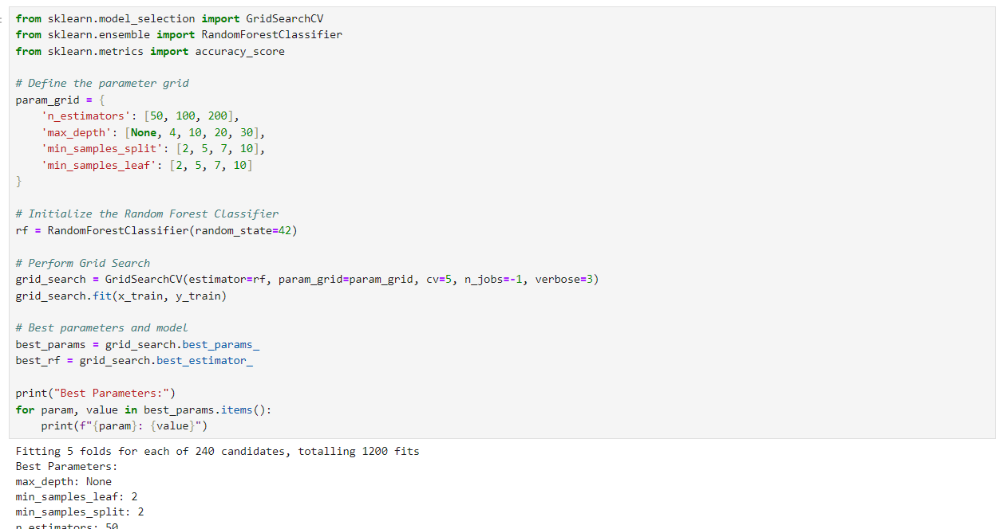 from sklearn.model_selection import GridSearchCV
from sklearn.ensemble import RandomForestClassifier
from sklearn.metrics import accuracy_score
# Define the parameter grid
param_grid = {
    'n_estimators': [50, 100, 200],
    'max_depth': [None, 4, 10, 20, 30],
    'min_samples_split': [2, 5, 7, 10],
    'min_samples_leaf': [2, 5, 7, 10]
}
# Initialize the Random Forest Classifier
rf = RandomForestClassifier(random_state=42)
# Perform Grid Search
grid_search = GridSearchCV(estimator=rf, param_grid=param_grid, cv=5, n_jobs=-1, verbose=3)
grid_search.fit(x_train, y_train)
# Best parameters and model
best_params = grid_search.best_params_
best_rf = grid_search.best_estimator_
print("Best Parameters:")
for param, value in best_params.items():
    print(f"{param}: {value}")
Fitting 5 folds for each of 240 candidates, totalling 1200 fits
Best Parameters:
max_depth: None
min_samples_leaf: 2
min_samples_split: 2
n_estimators: 50